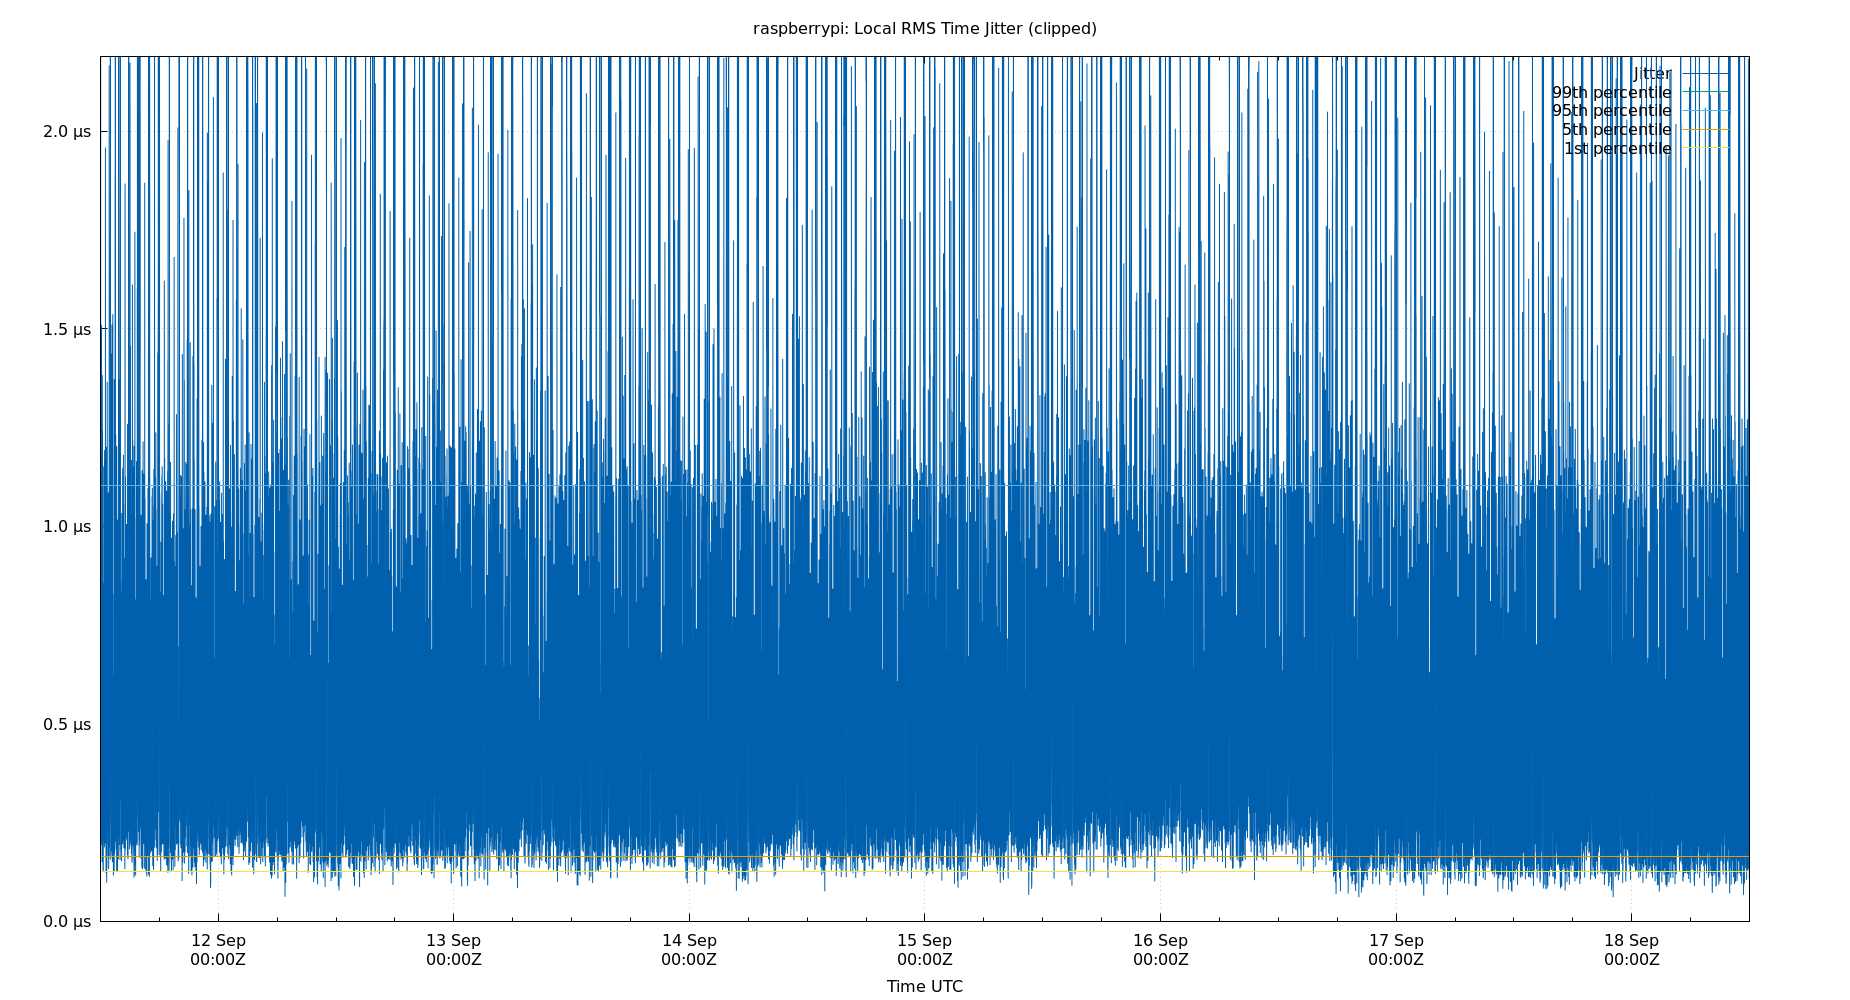 raspberrypi: Local RMS Time Jitter (clipped)
Jitter
99th percentile
95th percentile
5th percentile
1st percentile
2.0 µs
1.5 µs
1.0 µs
0.5 µs
0.0 µs
12 Sep 13 Sep 14 Sep 15 Sep 16 Sep 17 Sep 18 Sep
00:00Z 00:00Z 00:00Z 00:00Z 00:00Z 00:00Z 00:00Z
Time UTC